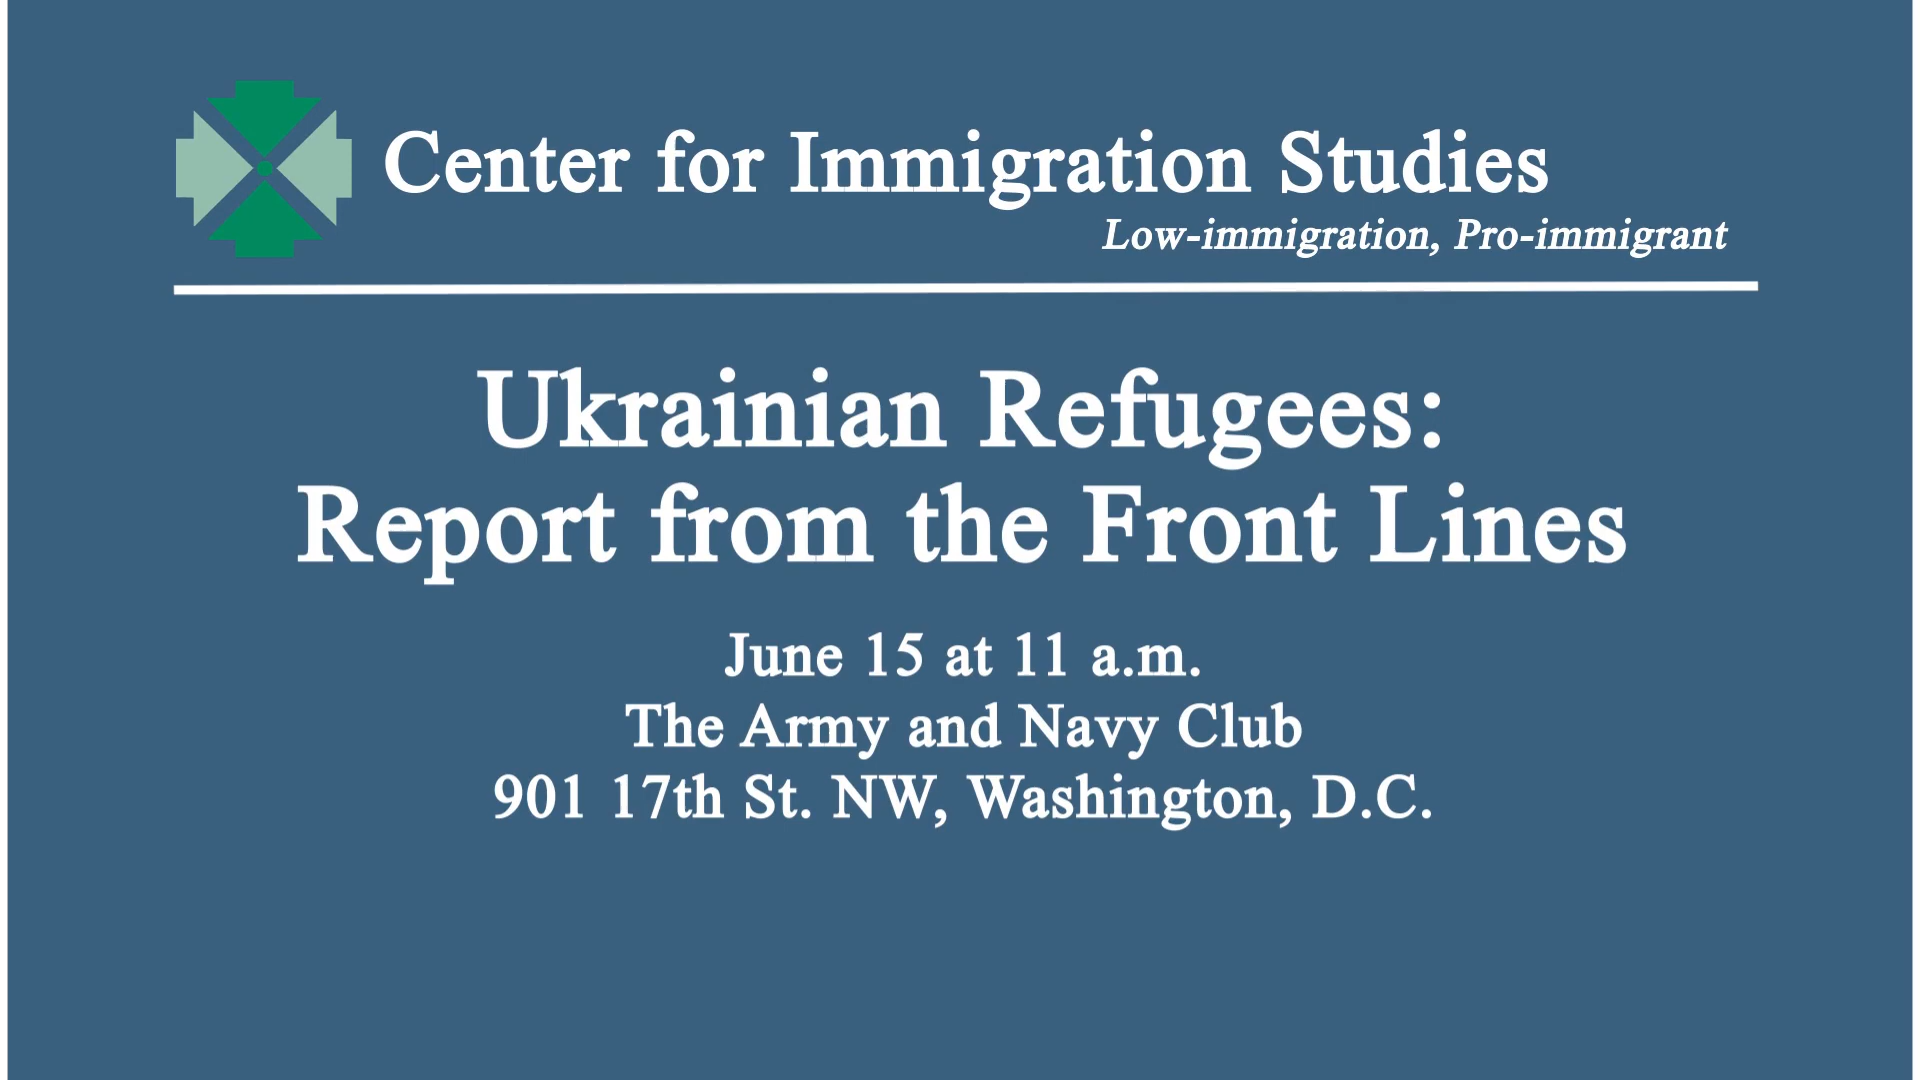 Center for Immigration Studies
Low-immigration, Pro-immigrant
Ukrainian Refugees:
Report from the Front Lines
June 15 at 11 a.m.
The Army and Navy Club
901 17th St. NW, Washington, D.C.